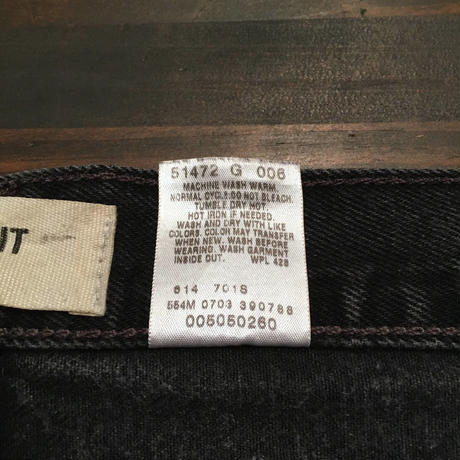 51472 G 006
MACHINE WASH WARM.
NORMAL CYCLE:DO NOT BLEACH.
TUMBLE DRY HOT.
HOT IRON IF NEEDED.
WASH AND DRY WITH LIKE
COLORS. COLOR MAY TRANSFER
WHEN NEW. WASH BEFORE
WEARING. WASH GARMENT
INSIDE OUT. WPL 423
UT
614 701S
554M 0703 390788
005050260